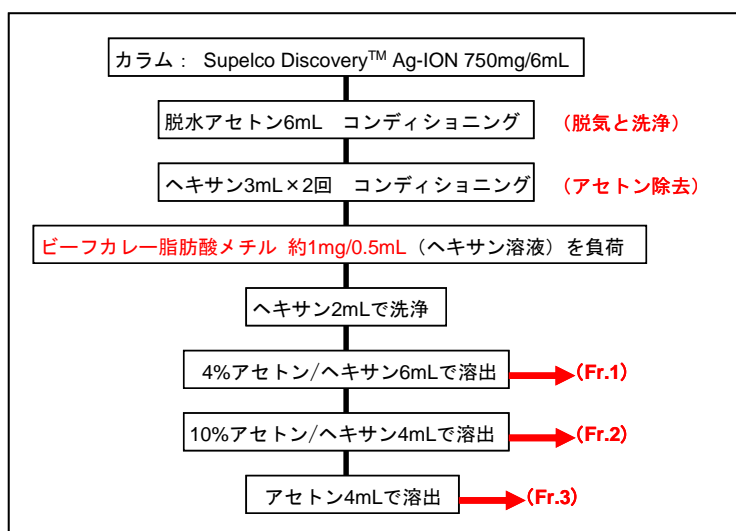 カラム： Supelco Discovery™ Ag-ION 750mg/6mL
脱水アセトン6mL コンディショニング （脱気と洗浄）
ヘキサン3mL×2回 コンディショニング （アセトン除去）
ビーフカレー脂肪酸メチル 約1mg/0.5mL（ヘキサン溶液）を負荷
ヘキサン2mLで洗浄
4%アセトン/ヘキサン6mLで溶出 （Fr.1）
10%アセトン/ヘキサン4mLで溶出 （Fr.2）
アセトン4mLで溶出 （Fr.3）